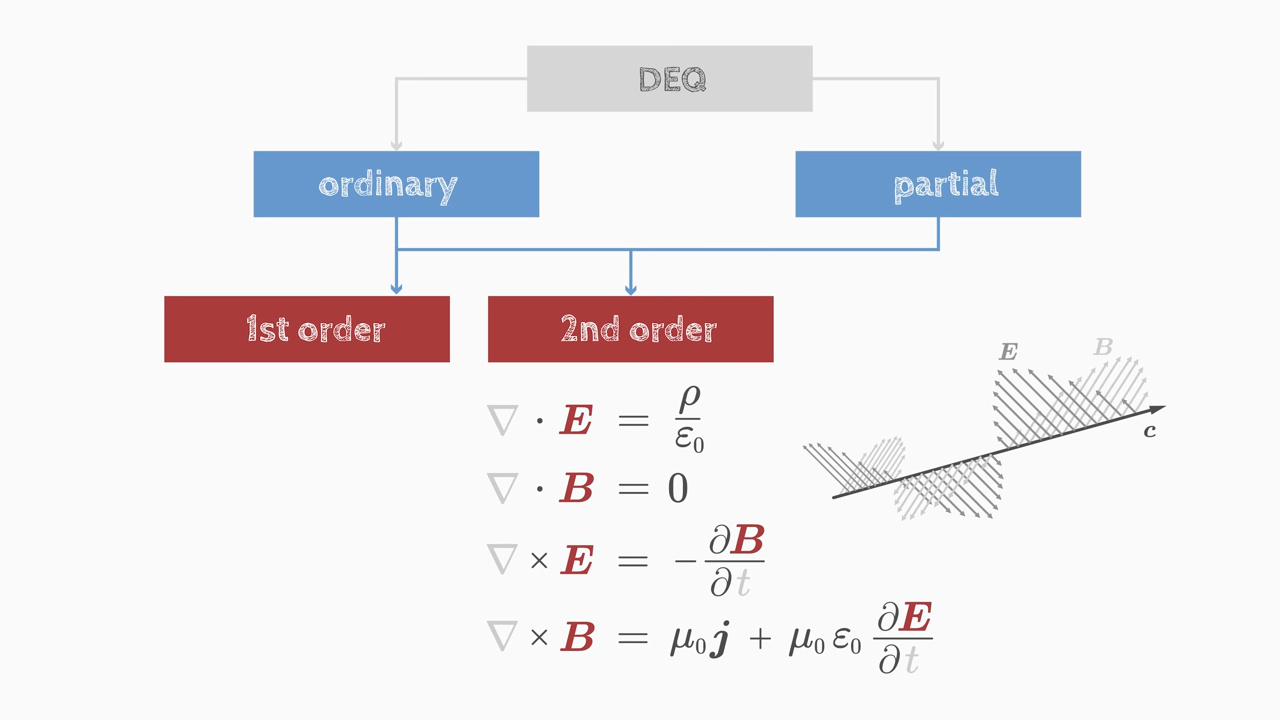 DEQ
ordinary
partial
1st order
2nd order
∇ · E = ρ/ε₀
∇ · B = 0
∇ × E = −∂B/∂t
∇ × B = μ₀j + μ₀ε₀ ∂E/∂t
E
B
c